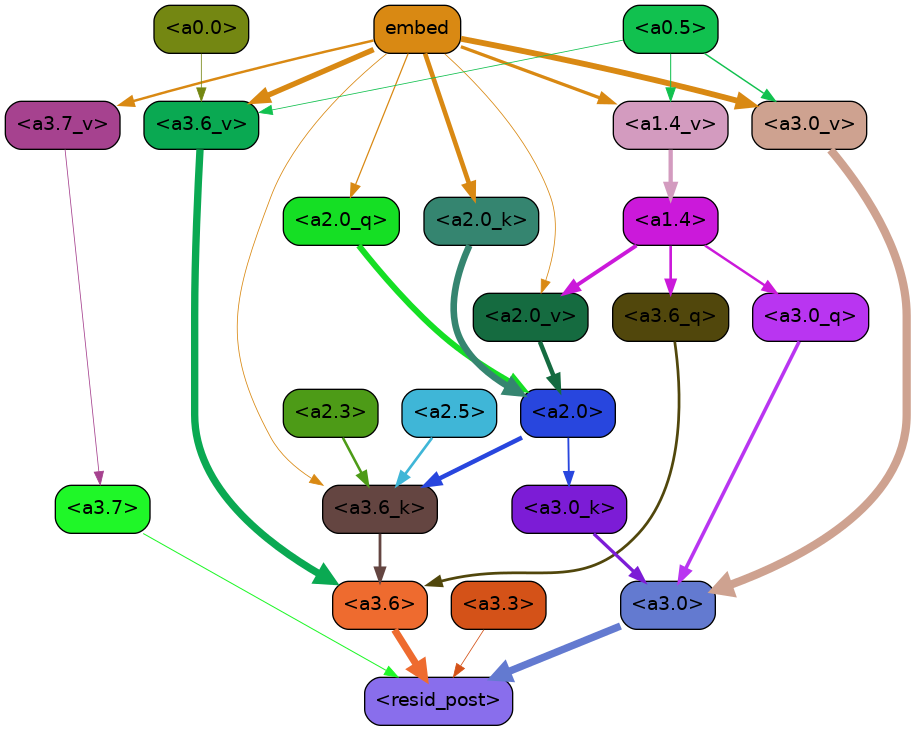 <a0.0>
embed
<a0.5>
<a3.7_v>
<a3.6_v>
<a1.4_v>
<a3.0_v>
<a2.0_q>
<a2.0_k>
<a1.4>
<a2.0_v>
<a3.6_q>
<a3.0_q>
<a2.3>
<a2.5>
<a2.0>
<a3.7>
<a3.6_k>
<a3.0_k>
<a3.6>
<a3.3>
<a3.0>
<resid_post>